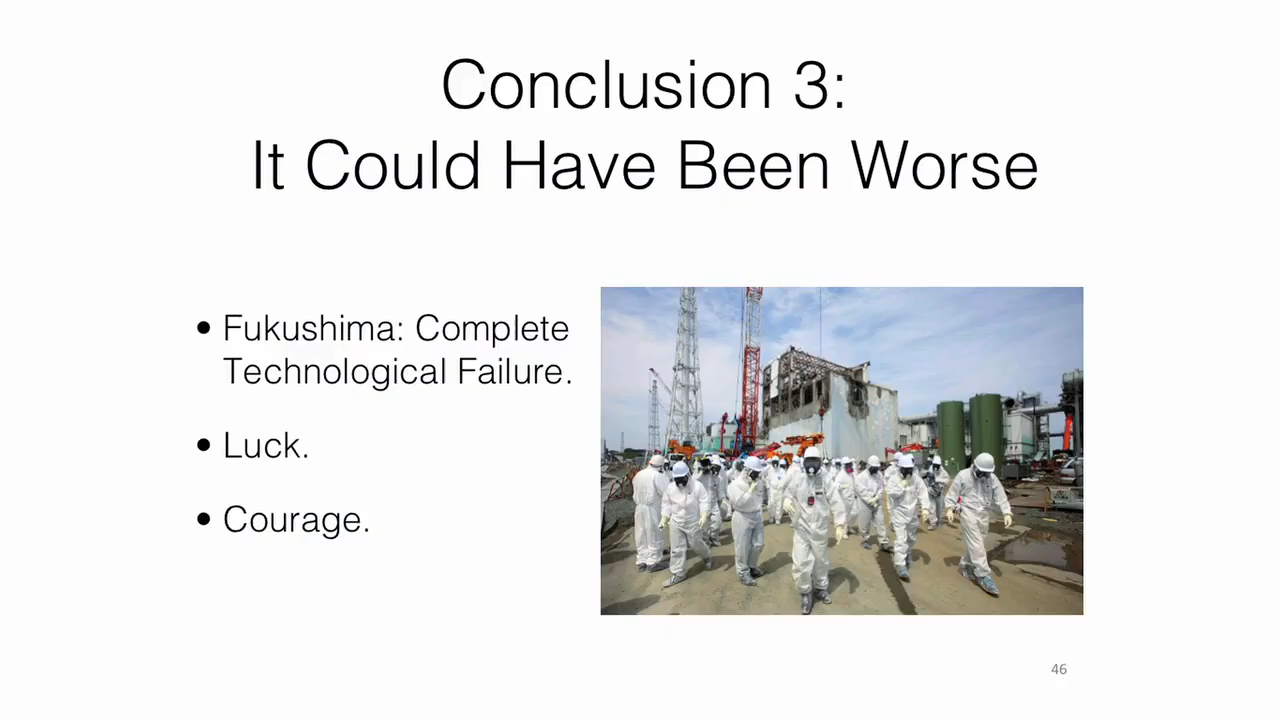 Conclusion 3:
It Could Have Been Worse
• Fukushima: Complete
Technological Failure.
• Luck.
• Courage.
46